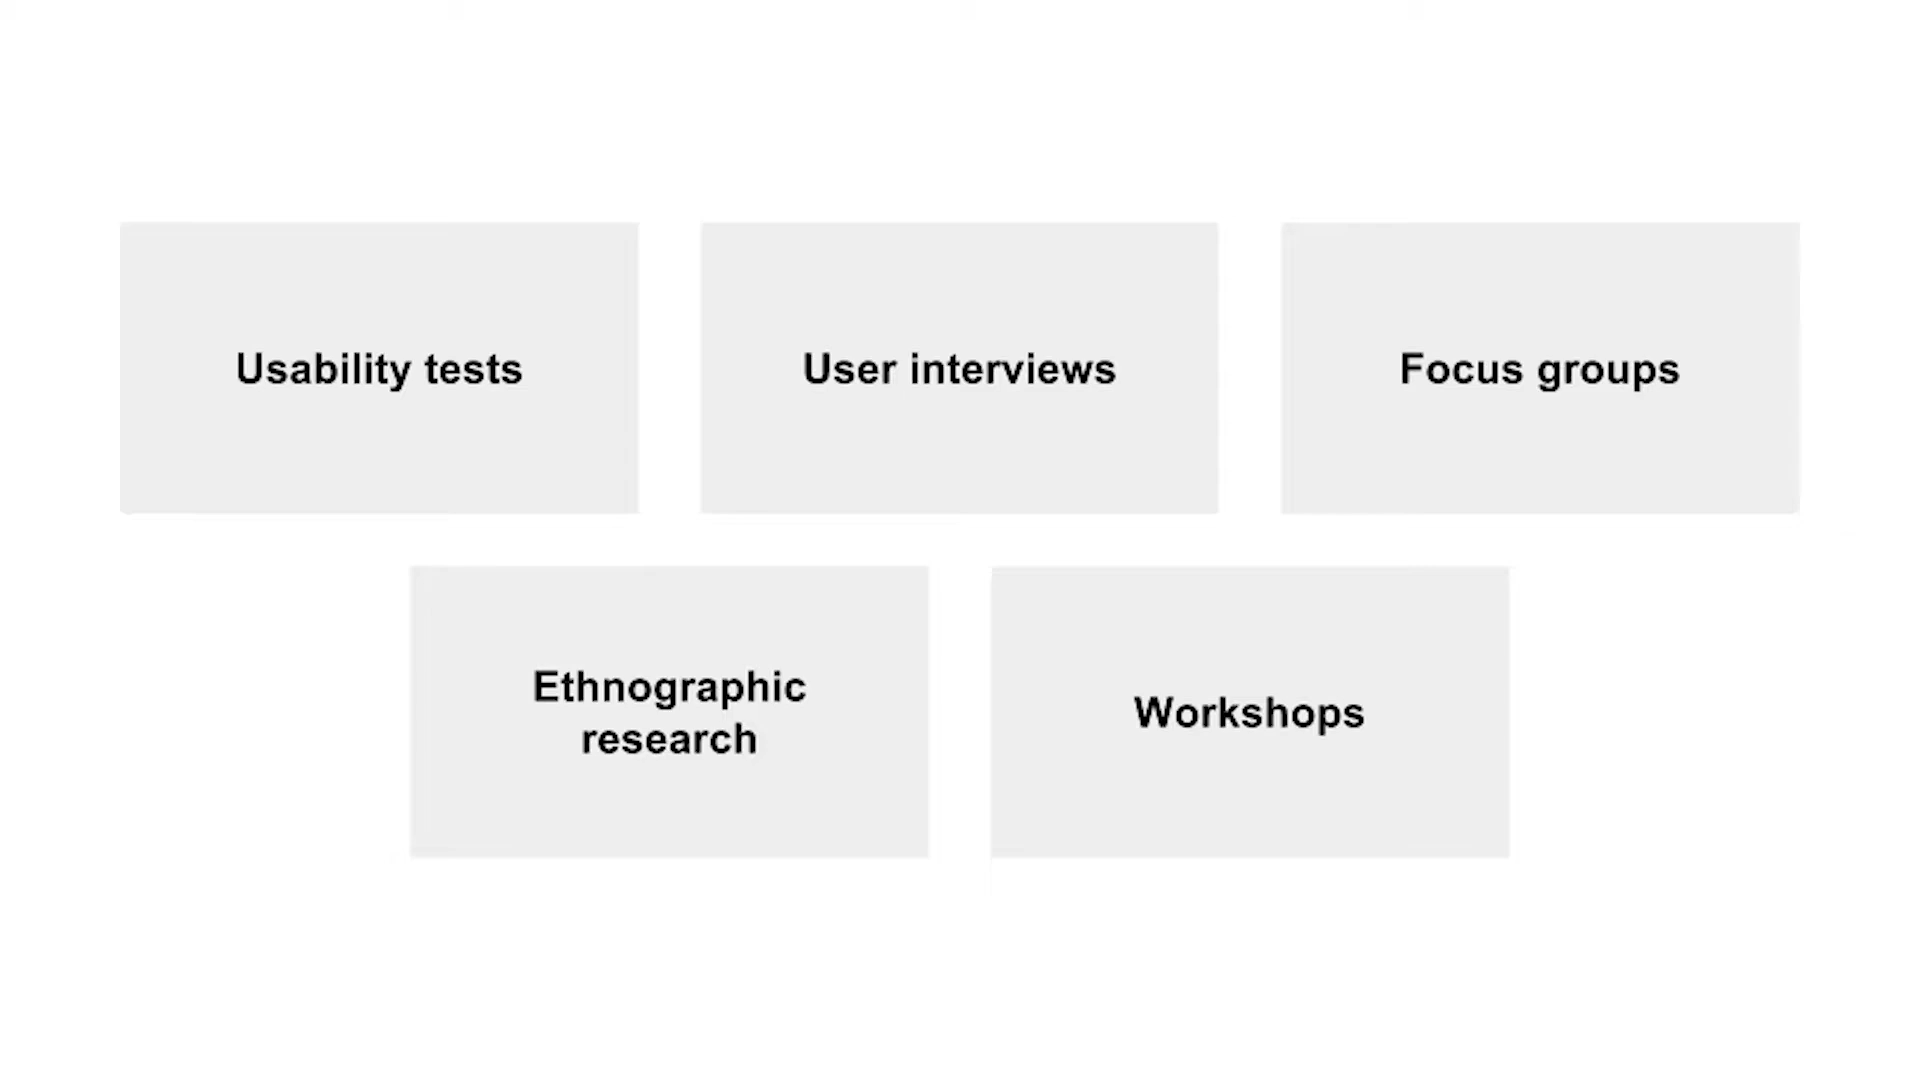 Usability tests
User interviews
Focus groups
Ethnographic
research
Workshops